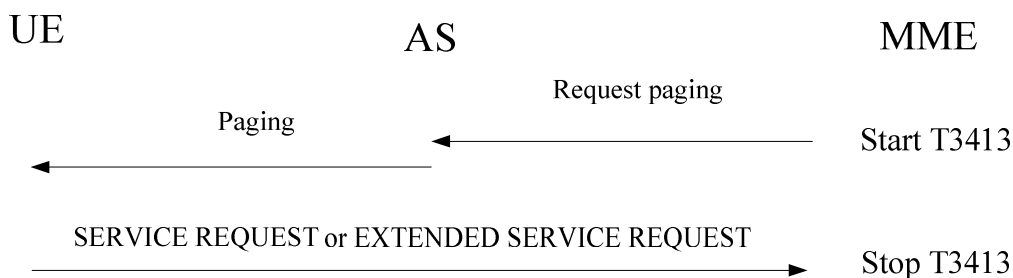 UE
AS
MME
Request paging
Paging
Start T3413
SERVICE REQUEST or EXTENDED SERVICE REQUEST
Stop T3413